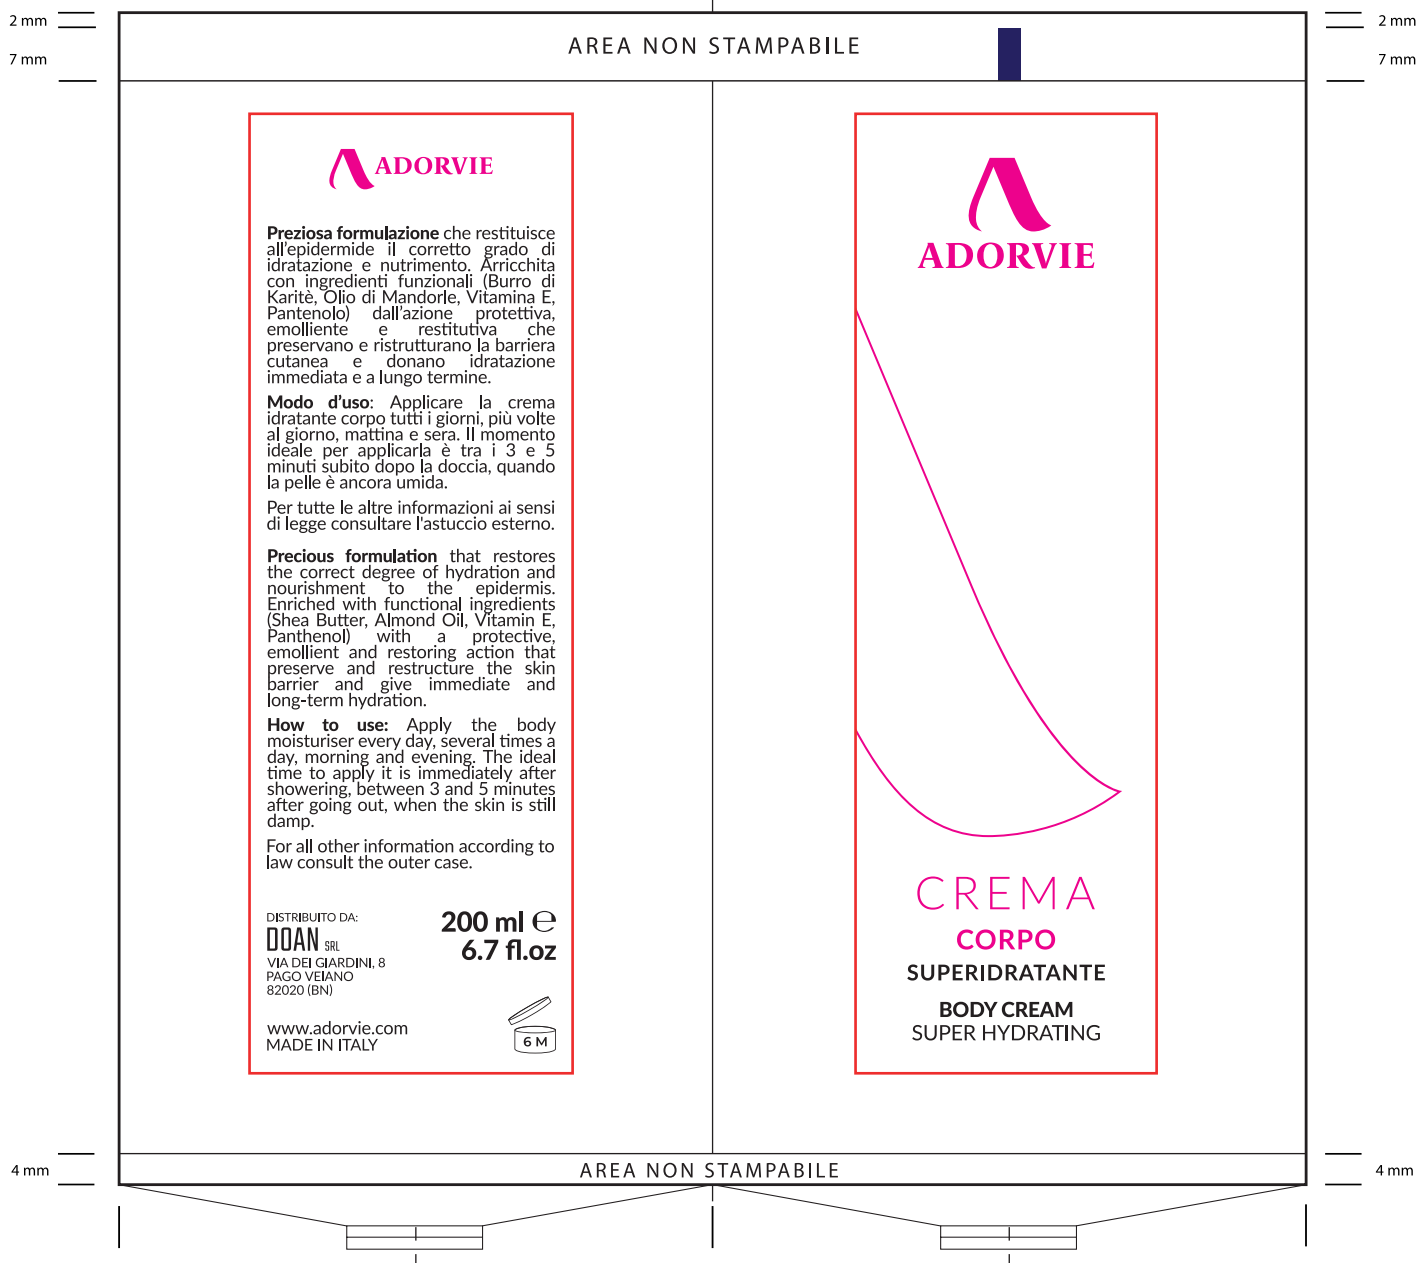 2 mm
2 mm
AREA NON STAMPABILE
7 mm
7 mm
ADORVIE
Preziosa formulazione che restituisce
all'epidermide il corretto grado di
idratazione e nutrimento. Arricchita
con ingredienti funzionali (Burro di
Karitè, Olio di Mandorle, Vitamina E,
Pantenolo) dall'azione protettiva,
emolliente e restitutiva che
preservano e ristrutturano la barriera
cutanea e donano idratazione
immediata e a lungo termine.
Modo d'uso: Applicare la crema
idratante corpo tutti i giorni, più volte
al giorno, mattina e sera. Il momento
ideale per applicarla è tra i 3 e 5
minuti subito dopo la doccia, quando
la pelle è ancora umida.
Per tutte le altre informazioni ai sensi
di legge consultare l'astuccio esterno.
Precious formulation that restores
the correct degree of hydration and
nourishment to the epidermis.
Enriched with functional ingredients
(Shea Butter, Almond Oil, Vitamin E,
Panthenol) with a protective,
emollient and restoring action that
preserve and restructure the skin
barrier and give immediate and
long-term hydration.
How to use: Apply the body
moisturiser every day, several times a
day, morning and evening. The ideal
time to apply it is immediately after
showering, between 3 and 5 minutes
after going out, when the skin is still
damp.
For all other information according to
law consult the outer case.
DISTRIBUITO DA:
DOAN SRL
VIA DEI GIARDINI, 8
PAGO VEIANO
82020 (BN)
200 ml ℮
6.7 fl.oz
www.adorvie.com
MADE IN ITALY
6 M
ADORVIE
CREMA
CORPO
SUPERIDRATANTE
BODY CREAM
SUPER HYDRATING
4 mm
AREA NON STAMPABILE
4 mm